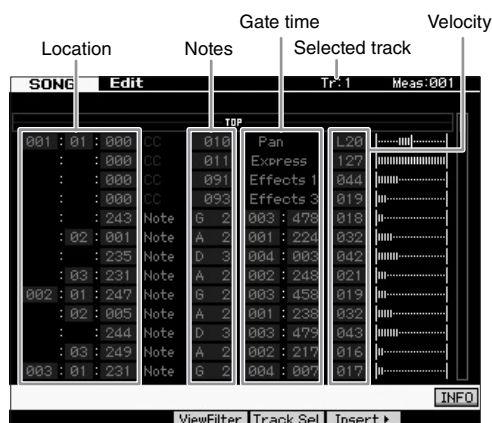 Gate time Velocity
Location Notes Selected track
SONG Edit Tr:1 Meas:001
TOP
001 : 01 : 000 CC 010 Pan L20
: : 000 CC 011 Express 127
: : 000 CC 091 Effects 1 044
: : 000 CC 093 Effects 3 019
: : 243 Note G 2 003 : 478 018
: 02 : 001 Note A 2 001 : 224 032
: : 235 Note D 3 004 : 003 042
: 03 : 231 Note A 2 002 : 248 021
002 : 01 : 247 Note G 2 003 : 458 019
: 02 : 005 Note A 2 001 : 238 032
: : 244 Note D 3 003 : 479 043
: 03 : 249 Note A 2 002 : 217 016
003 : 01 : 231 Note G 2 004 : 007 017
INFO
ViewFilter Track Sel Insert ▸